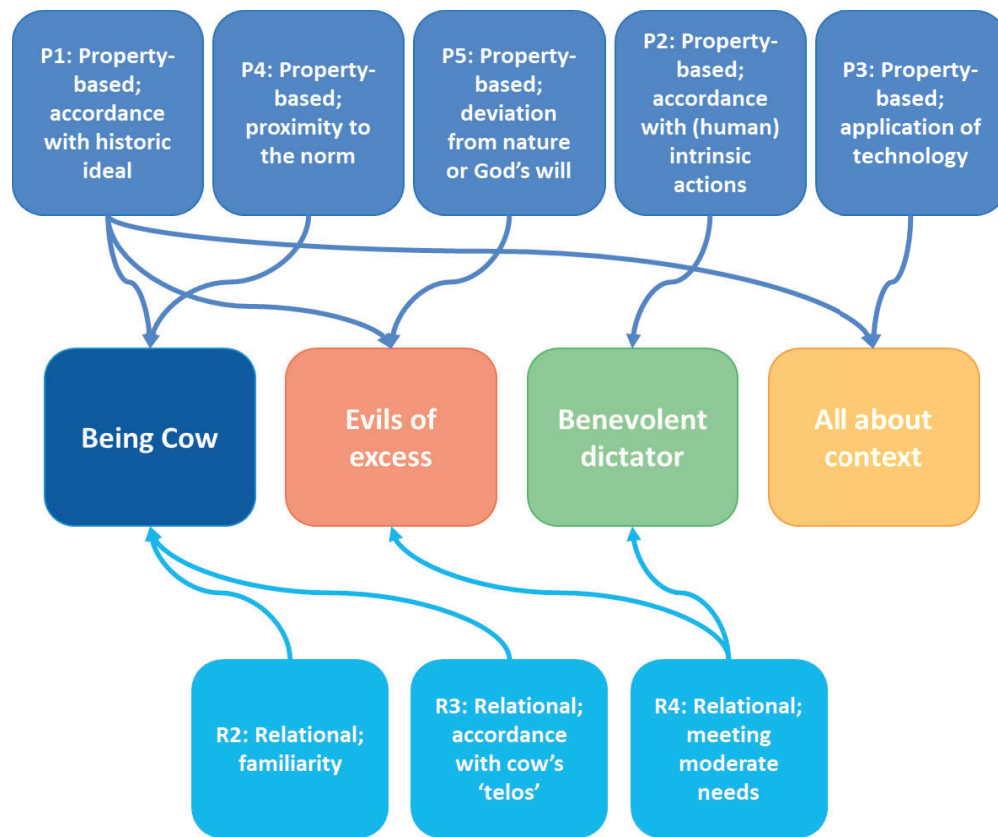 P1: Property-
based;
accordance
with historic
ideal
P4: Property-
based;
proximity to
the norm
P5: Property-
based;
deviation
from nature
or God's will
P2: Property-
based;
accordance
with (human)
intrinsic
actions
P3: Property-
based;
application of
technology
Being Cow
Evils of
excess
Benevolent
dictator
All about
context
R2: Relational;
familiarity
R3: Relational;
accordance
with cow's
‘telos’
R4: Relational;
meeting
moderate
needs